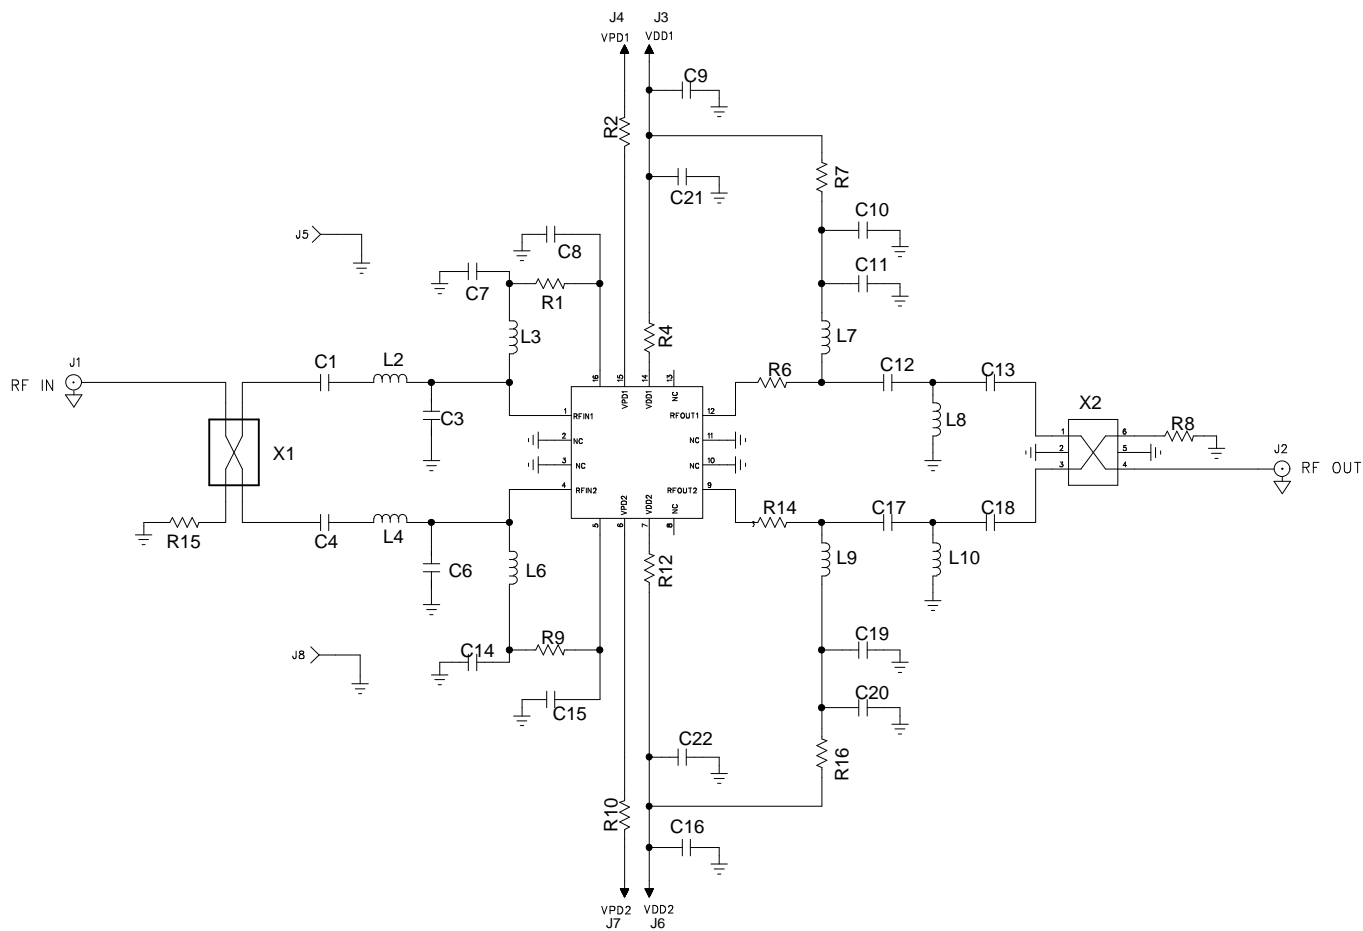 J4 J3
VPD1 VDD1
C9
R2
R7
C21
C10
J5
C8
C11
C7
R1
L3
R4
L7
J1
C1 L2
C12 C13
R6
RF IN
16 15 14 13
VPD1 VDD1 NC
C3
1 RFIN1 RFOUT1 12
L8
X2
X1
2 NC NC 11
3 NC NC 10
4 RFIN2 RFOUT2 9
1 6 R8
2 5
3 4
J2
RF OUT
VPD2 VDD2 NC
5 6 7 8
R15
C4 L4
R14
C17 C18
C6 L6
R12
L9 L10
J8
C14
R9
C19
C15
C20
C22
R16
R10
C16
VPD2 VDD2
J7 J6